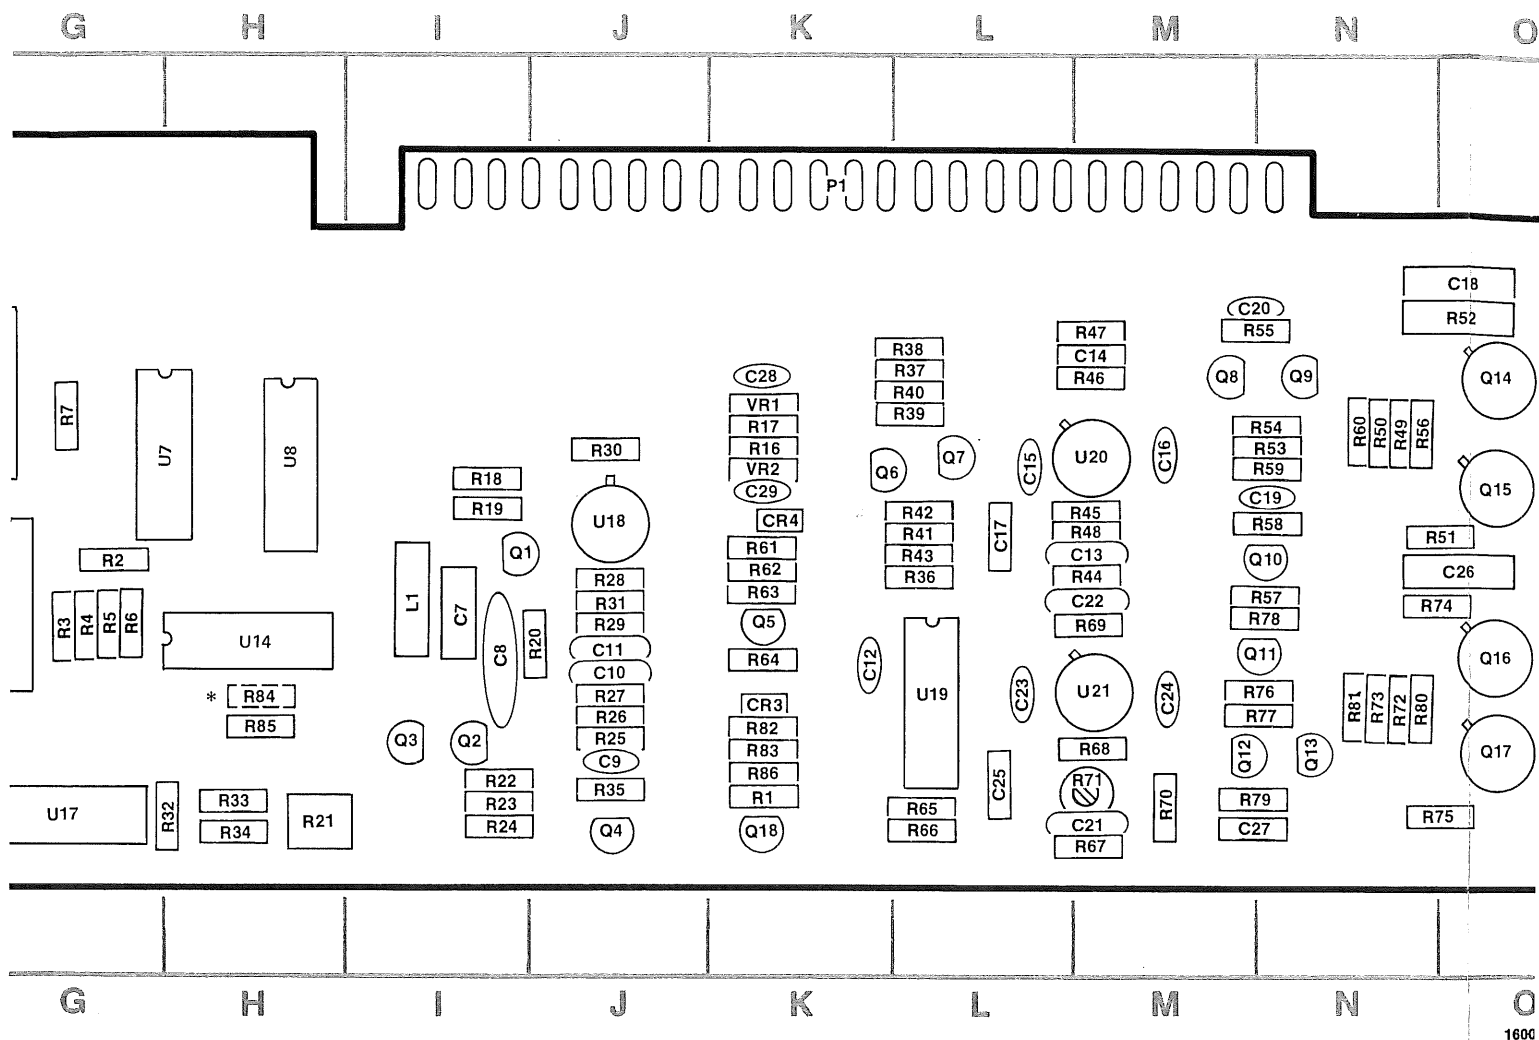 G H I J K L M N O
P1
C18
C20
R47 R55 R52
R38 C14
R37 C28 R46 Q8 Q9 Q14
R40
VR1 R39
R7 R17 R54 R60 R50 R49 R56
R30 R16 R53
U7 U8 VR2 Q6 Q7 C15 U20 C16 R59
R18 C29 C19 Q15
R19 U18 CR4 R42 R45 R58
R41 C17 R48 R51
Q1 R61 R43 C13 Q10
R2 R28 R62 R36 R44 C26
R31 R63 C22 R57 R74
R3 R4 R5 R6 L1 C7 R29 Q5 R69 R78
U14 C8 R20 C11 R64 C12 Q11 Q16
C10
* R84 R27 CR3 U19 C23 U21 C24 R76
R85 R26 R82 R77 R81 R73 R72 R80
Q3 Q2 R25 R83 R68 Q12 Q13 Q17
C9 R86
R22 R35 R1 C25 R71
R33 R23 R65 R70 R79
U17 R32 R34 R21 R24 Q4 Q18 R66 C21 C27 R75
R67
G H I J K L M N O
1600